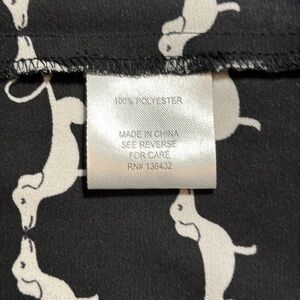 100% POLYESTER
MADE IN CHINA
SEE REVERSE
FOR CARE
RN# 138432